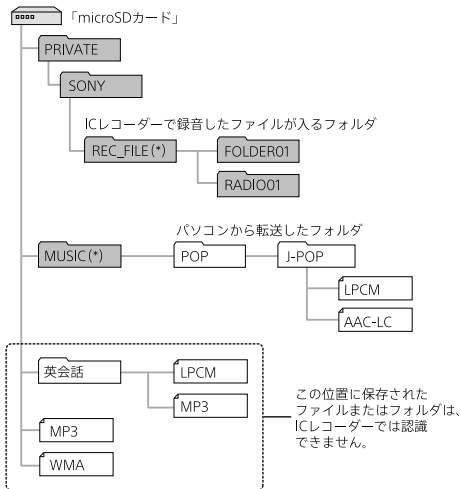 「microSDカード」
PRIVATE
SONY
ICレコーダーで録音したファイルが入るフォルダ
REC_FILE(*)
FOLDER01
RADIO01
パソコンから転送したフォルダ
MUSIC(*)
POP
J-POP
LPCM
AAC-LC
英会話
LPCM
MP3
MP3
WMA
この位置に保存された
ファイルまたはフォルダは、
ICレコーダーでは認識
できません。